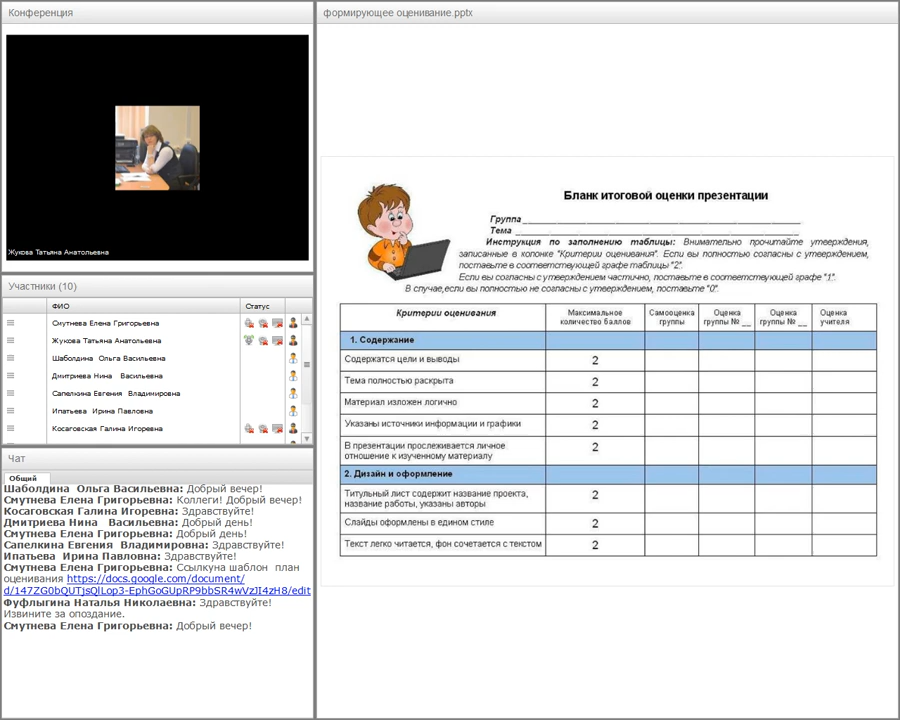 Конференция
Жукова Татьяна Анатольевна
Участники (10)
ФИО Статус
Смутнева Елена Григорьевна
Жукова Татьяна Анатольевна
Шаболдина Ольга Васильевна
Дмитриева Нина Васильевна
Сапелкина Евгения Владимировна
Ипатьева Ирина Павловна
Косаговская Галина Игоревна
Чат
Общий
Шаболдина Ольга Васильевна: Добрый вечер!
Смутнева Елена Григорьевна: Коллеги! Добрый вечер!
Косаговская Галина Игоревна: Здравствуйте!
Дмитриева Нина Васильевна: Добрый день!
Смутнева Елена Григорьевна: Добрый день!
Сапелкина Евгения Владимировна: Здравствуйте!
Ипатьева Ирина Павловна: Здравствуйте!
Смутнева Елена Григорьевна: Ссылкуна шаблон план
оценивания https://docs.google.com/document/
d/147ZG0bQUTjsQlLop3-EphGoGUpRP9bbSR4wVzJI4zH8/edit
Фуфлыгина Наталья Николаевна: Здравствуйте!
Извините за опоздание.
Смутнева Елена Григорьевна: Добрый вечер!
формирующее оценивание.pptx
Бланк итоговой оценки презентации
Группа
Тема
Инструкция по заполнению таблицы: Внимательно прочитайте утверждения,
записанные в колонке "Критерии оценивания". Если вы полностью согласны с утверждением,
поставьте в соответствующей графе таблицы "2".
Если вы согласны с утверждением частично, поставьте в соответствующей графе "1".
В случае,если вы полностью не согласны с утверждением, поставьте "0".
Критерии оценивания Максимальное количество баллов Самооценка группы Оценка группы № __ Оценка группы № __ Оценка учителя
1. Содержание
Содержатся цели и выводы 2
Тема полностью раскрыта 2
Материал изложен логично 2
Указаны источники информации и графики 2
В презентации прослеживается личное
отношение к изученному материалу 2
2. Дизайн и оформление
Титульный лист содержит название проекта,
название работы, указаны авторы 2
Слайды оформлены в едином стиле 2
Текст легко читается, фон сочетается с текстом 2